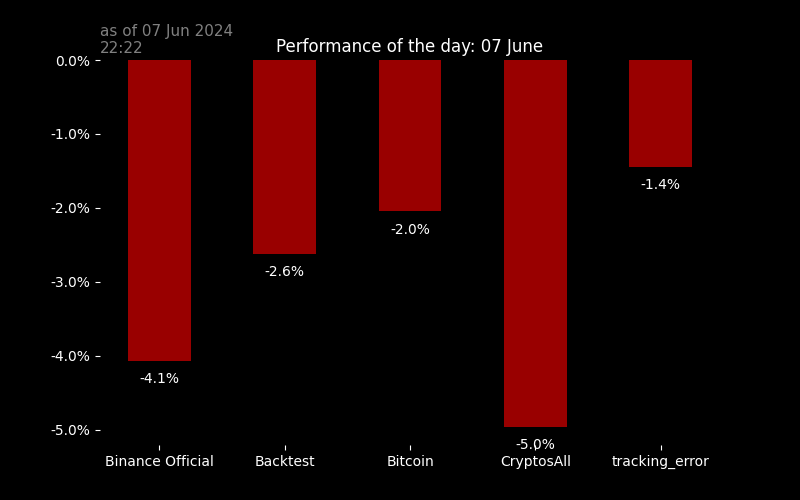 as of 07 Jun 2024
22:22
Performance of the day: 07 June
0.0%
-1.0%
-2.0%
-3.0%
-4.0%
-5.0%
-4.1%
-2.6%
-2.0%
-5.0%
-1.4%
Binance Official
Backtest
Bitcoin
CryptosAll
tracking_error